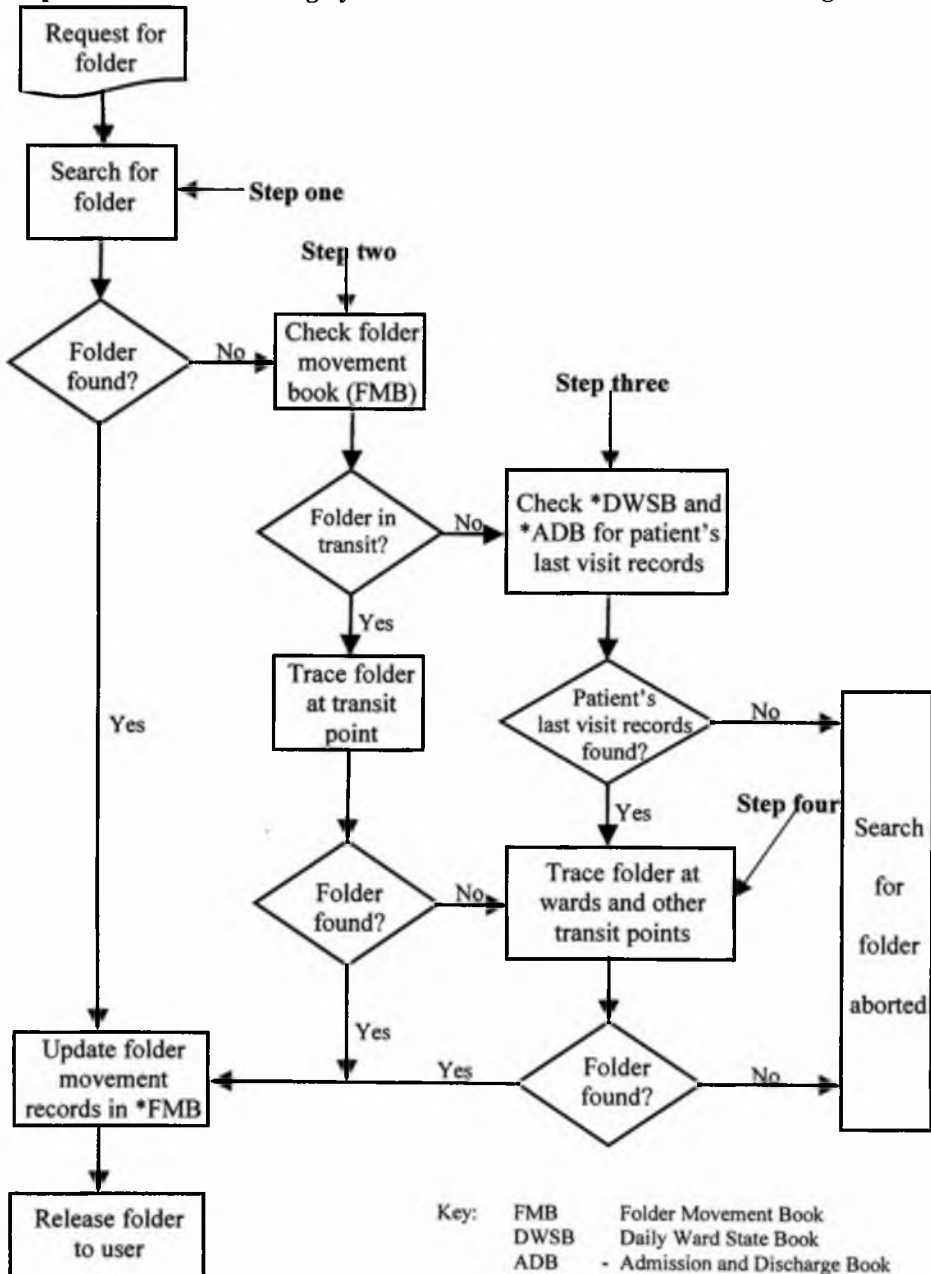 Request for
folder
Search for
folder
Step one
Step two
Folder
found?
No
Check folder
movement
book (FMB)
Step three
Folder in
transit?
No
Check *DWSB and
*ADB for patient's
last visit records
Yes
Trace folder
at transit
point
Patient's
last visit records
found?
No
Yes
Yes
Step four
Search
for
folder
aborted
Folder
found?
No
Trace folder at
wards and other
transit points
Yes
Update folder
movement
records in *FMB
Yes
Folder
found?
No
Release folder
to user
Key: FMB Folder Movement Book
DWSB Daily Ward State Book
ADB - Admission and Discharge Book